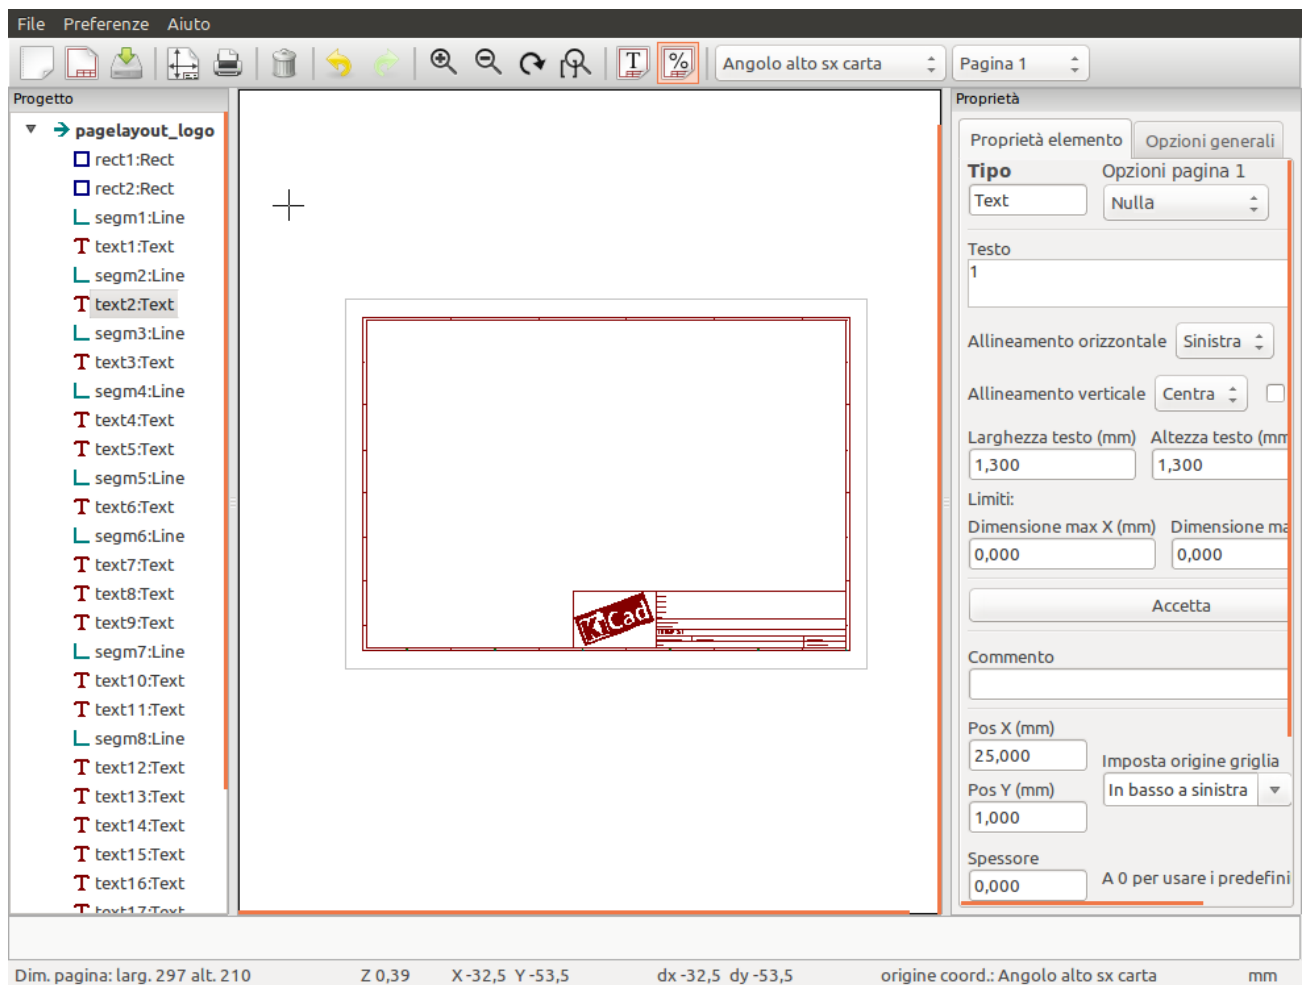 File Preferenze Aiuto
T % Angolo alto sx carta Pagina 1
Progetto
pagelayout_logo
rect1:Rect
rect2:Rect
segm1:Line
text1:Text
segm2:Line
text2:Text
segm3:Line
text3:Text
segm4:Line
text4:Text
text5:Text
segm5:Line
text6:Text
segm6:Line
text7:Text
text8:Text
text9:Text
segm7:Line
text10:Text
text11:Text
segm8:Line
text12:Text
text13:Text
text14:Text
text15:Text
text16:Text
text17:Text
KiCad
Proprietà
Proprietà elemento Opzioni generali
Tipo Opzioni pagina 1
Text Nulla
Testo
1
Allineamento orizzontale Sinistra
Allineamento verticale Centra
Larghezza testo (mm) Altezza testo (mm
1,300 1,300
Limiti:
Dimensione max X (mm) Dimensione ma
0,000 0,000
Accetta
Commento
Pos X (mm)
25,000 Imposta origine griglia
Pos Y (mm) In basso a sinistra
1,000
Spessore
0,000 A 0 per usare i predefini
Dim. pagina: larg. 297 alt. 210 Z 0,39 X -32,5 Y -53,5 dx -32,5 dy -53,5 origine coord.: Angolo alto sx carta mm